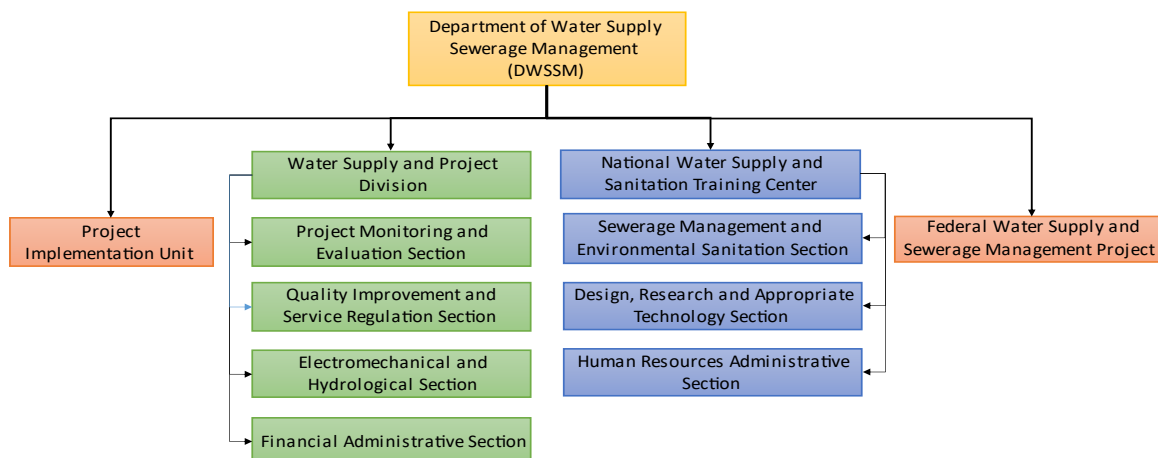 Department of Water Supply
Sewerage Management
(DWSSM)
Water Supply and Project
Division
National Water Supply and
Sanitation Training Center
Project
Implementation Unit
Project Monitoring and
Evaluation Section
Sewerage Management and
Environmental Sanitation Section
Federal Water Supply and
Sewerage Management Project
Quality Improvement and
Service Regulation Section
Design, Research and Appropriate
Technology Section
Electromechanical and
Hydrological Section
Human Resources Administrative
Section
Financial Administrative Section